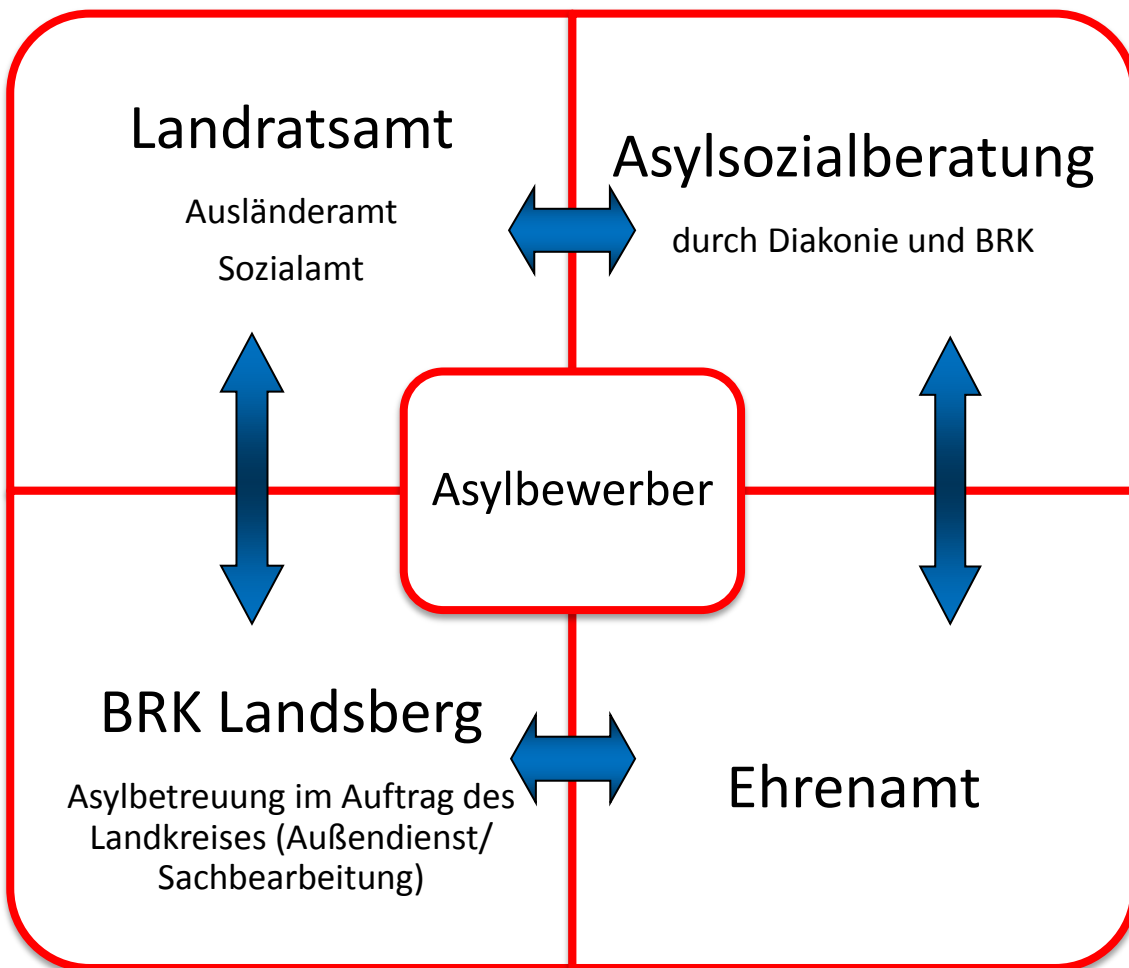 Landratsamt
Ausländeramt
Sozialamt
Asylsozialberatung
durch Diakonie und BRK
Asylbewerber
BRK Landsberg
Asylbetreuung im Auftrag des
Landkreises (Außendienst/
Sachbearbeitung)
Ehrenamt